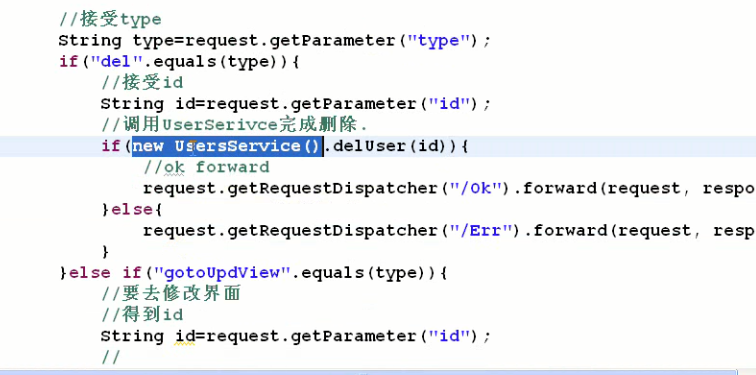 //接受type
String type=request.getParameter("type");
if("del".equals(type)){
//接受id
String id=request.getParameter("id");
//调用UserSerivce完成删除.
if(new UsersService().delUser(id)){
//ok forward
request.getRequestDispatcher("/Ok").forward(request, respo
}else{
request.getRequestDispatcher("/Err").forward(request, resp
}
}else if("gotoUpdView".equals(type)){
//要去修改界面
//得到id
String id=request.getParameter("id");
//